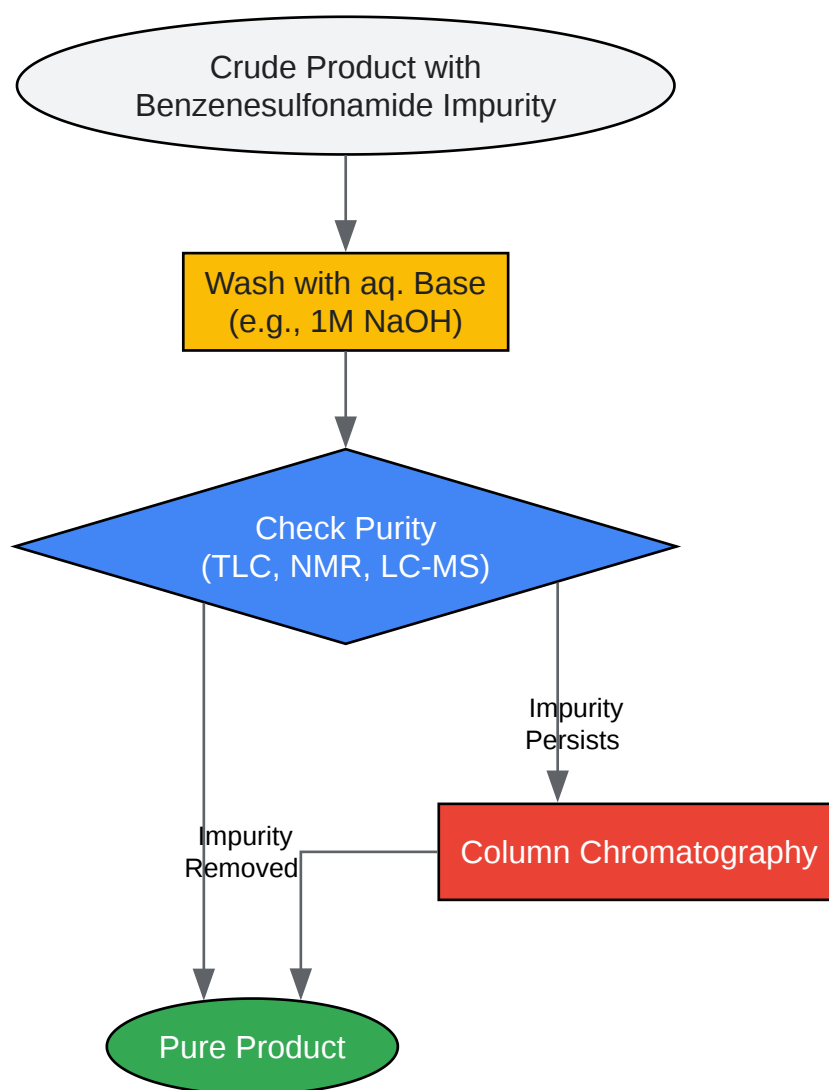 Crude Product with
Benzenesulfonamide Impurity
Wash with aq. Base
(e.g., 1M NaOH)
Check Purity
(TLC, NMR, LC-MS)
Impurity
Persists
Impurity
Removed
Column Chromatography
Pure Product